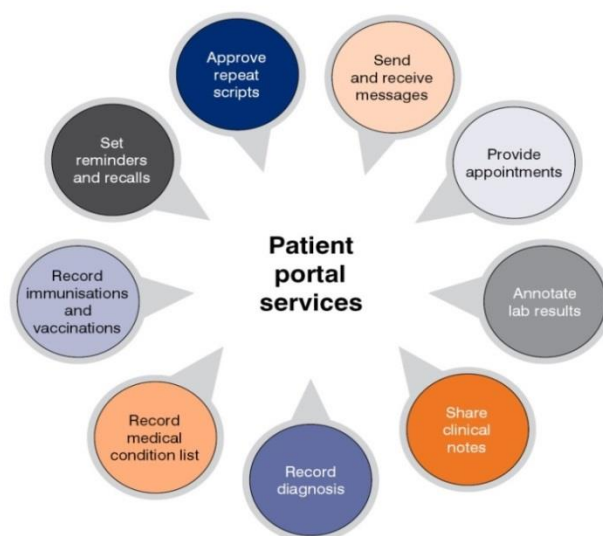 Patient
portal
services
Approve
repeat
scripts
Send
and receive
messages
Provide
appointments
Annotate
lab results
Share
clinical
notes
Record
diagnosis
Record
medical
condition list
Record
immunisations
and
vaccinations
Set
reminders
and recalls